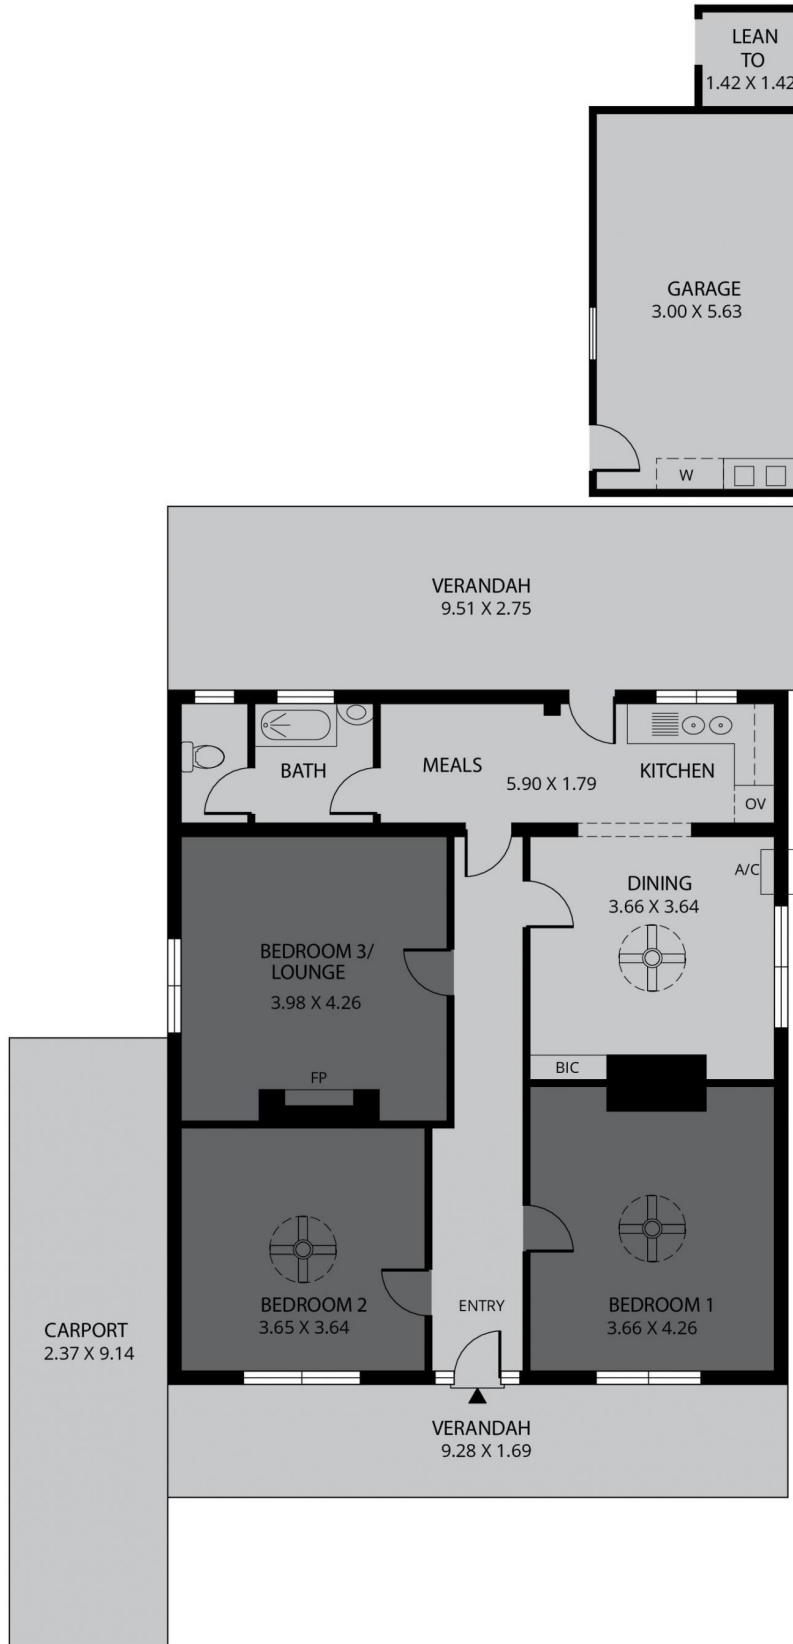 LEAN
TO
1.42 X 1.42
GARAGE
3.00 X 5.63
W
VERANDAH
9.51 X 2.75
BATH
MEALS
5.90 X 1.79
KITCHEN
OV
A/C
DINING
3.66 X 3.64
BEDROOM 3/
LOUNGE
3.98 X 4.26
FP
BIC
BEDROOM 2
3.65 X 3.64
ENTRY
BEDROOM 1
3.66 X 4.26
CARPORT
2.37 X 9.14
VERANDAH
9.28 X 1.69